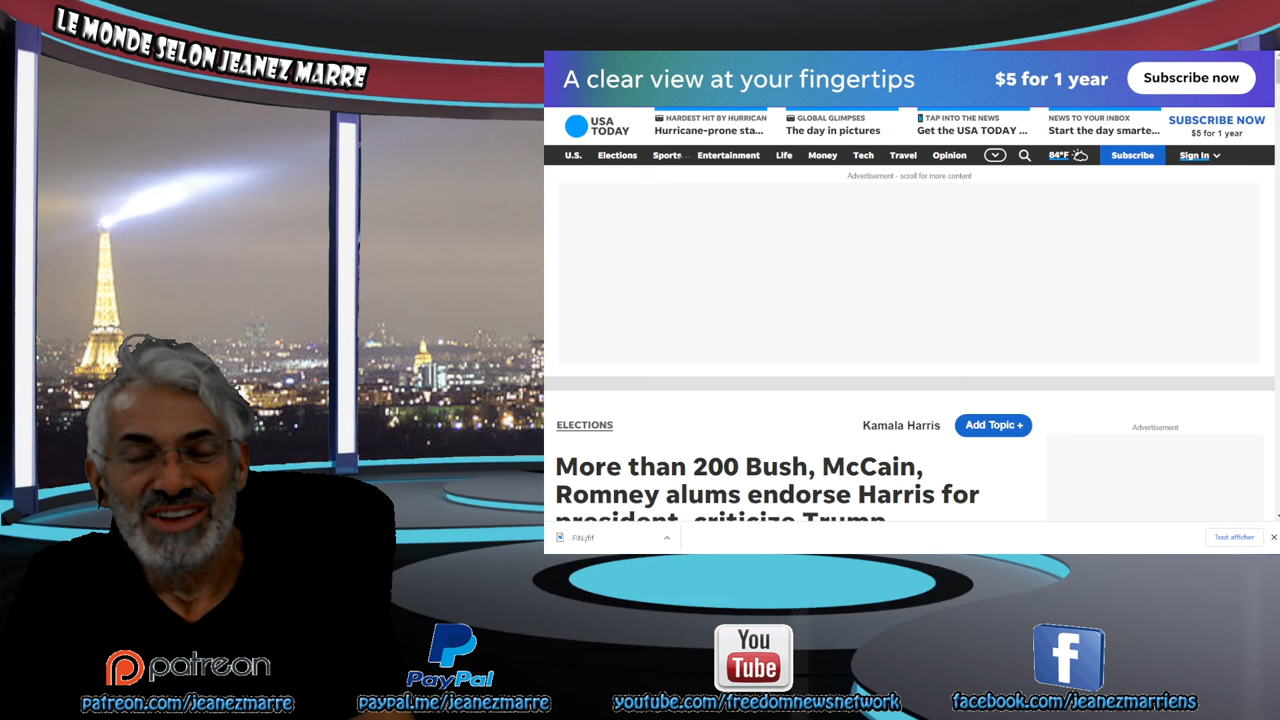 LE MONDE SELON JEANEZ MARRE
A clear view at your fingertips
$5 for 1 year
Subscribe now
USA
TODAY
HARDEST HIT BY HURRICAN
Hurricane-prone sta...
GLOBAL GLIMPSES
The day in pictures
TAP INTO THE NEWS
Get the USA TODAY ...
NEWS TO YOUR INBOX
Start the day smarte...
SUBSCRIBE NOW
$5 for 1 year
U.S. Elections Sports Entertainment Life Money Tech Travel Opinion 84°F Subscribe Sign In
Advertisement - scroll for more content
ELECTIONS
Kamala Harris
Add Topic +
Advertisement
More than 200 Bush, McCain,
Romney alums endorse Harris for
president, criticize Trump
FIN.jfif
Tout afficher
patreon
PayPal
You
Tube
f
patreon.com/jeanezmarre
paypal.me/jeanezmarre
youtube.com/freedomnewsnetwork
facebook.com/jeanezmarriens